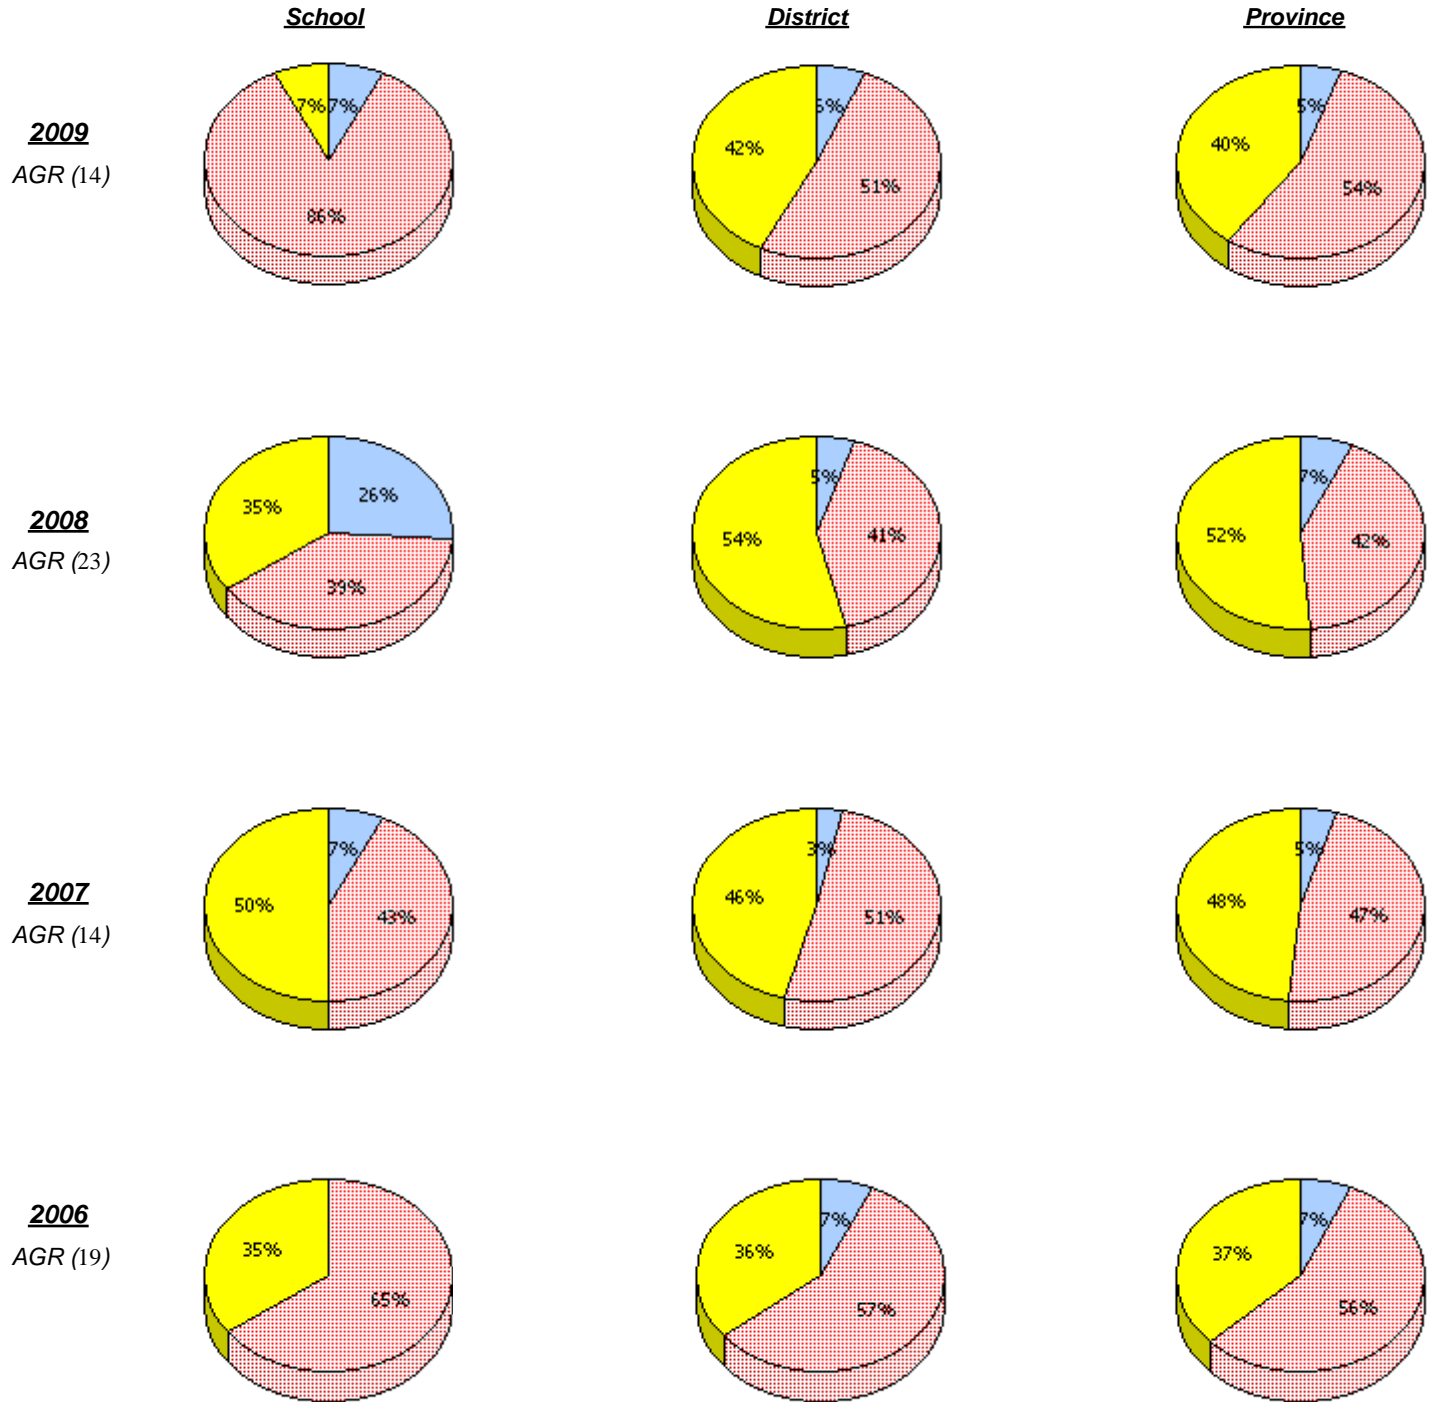 School District Province
2009
AGR (14)
7% 7% 86%
42% 6% 51%
40% 5% 54%
2008
AGR (23)
35% 26% 39%
54% 5% 41%
52% 7% 42%
2007
AGR (14)
50% 7% 43%
46% 3% 51%
48% 5% 47%
2006
AGR (19)
35% 65%
36% 7% 57%
37% 7% 56%